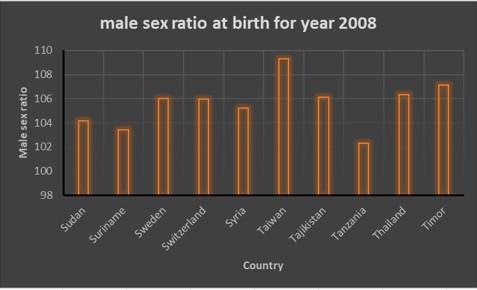 male sex ratio at birth for year 2008
Male sex ratio
110
108
106
104
102
100
98
Sudan
Suriname
Sweden
Switzerland
Syria
Taiwan
Tajikistan
Tanzania
Thailand
Timor
Country